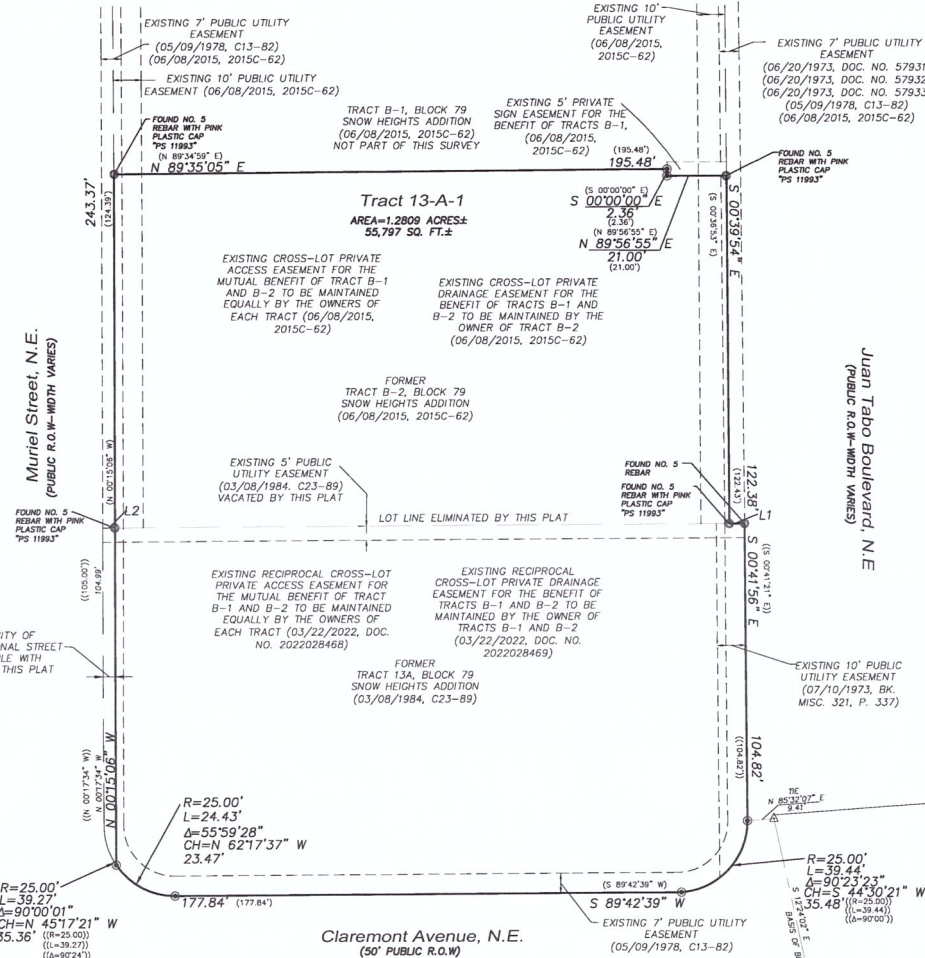 EXISTING 7' PUBLIC UTILITY
EASEMENT
(05/09/1978, C13-82)
(06/08/2015, 2015C-62)
EXISTING 10' PUBLIC UTILITY
EASEMENT (06/08/2015, 2015C-62)
EXISTING 10'
PUBLIC UTILITY
EASEMENT
(06/08/2015,
2015C-62)
EXISTING 7' PUBLIC UTILITY
EASEMENT
(06/20/1973, DOC. NO. 57931
(06/20/1973, DOC. NO. 57932
(06/20/1973, DOC. NO. 57933
(05/09/1978, C13-82)
(06/08/2015, 2015C-62)
TRACT B-1, BLOCK 79
SNOW HEIGHTS ADDITION
(06/08/2015, 2015C-62)
NOT PART OF THIS SURVEY
EXISTING 5' PRIVATE
SIGN EASEMENT FOR THE
BENEFIT OF TRACTS B-1,
(06/08/2015,
2015C-62)
FOUND NO. 5
REBAR WITH PINK
PLASTIC CAP
"PS 11993"
(N 89°34'59" E)
N 89°35'05" E
(195.48')
195.48'
FOUND NO. 5
REBAR WITH PINK
PLASTIC CAP
"PS 11993"
243.37'
(124.39')
Tract 13-A-1
AREA=1.2809 ACRES±
55,797 SQ. FT.±
(S 00°00'00" E)
S 00°00'00" E
2.36'
(2.36')
(N 89°56'55" E)
N 89°56'55" E
21.00'
(21.00')
(S 00°36'53" E)
S 00°39'54" E
EXISTING CROSS-LOT PRIVATE
ACCESS EASEMENT FOR THE
MUTUAL BENEFIT OF TRACT B-1
AND B-2 TO BE MAINTAINED
EQUALLY BY THE OWNERS OF
EACH TRACT (06/08/2015,
2015C-62)
EXISTING CROSS-LOT PRIVATE
DRAINAGE EASEMENT FOR THE
BENEFIT OF TRACTS B-1 AND
B-2 TO BE MAINTAINED BY THE
OWNER OF TRACT B-2
(06/08/2015, 2015C-62)
Muriel Street, N.E.
(PUBLIC R.O.W-WIDTH VARIES)
Juan Tabo Boulevard, N.E
(PUBLIC R.O.W-WIDTH VARIES)
FORMER
TRACT B-2, BLOCK 79
SNOW HEIGHTS ADDITION
(06/08/2015, 2015C-62)
(N 00°15'06" W)
EXISTING 5' PUBLIC
UTILITY EASEMENT
(03/08/1984. C23-89)
VACATED BY THIS PLAT
FOUND NO. 5
REBAR
FOUND NO. 5
REBAR WITH PINK
PLASTIC CAP
"PS 11993"
122.38'
(122.43')
L1
FOUND NO. 5
REBAR WITH PINK
PLASTIC CAP
"PS 11993"
L2
LOT LINE ELIMINATED BY THIS PLAT
((105.00'))
104.99'
((S 00°41'21" E))
S 00°41'56" E
EXISTING RECIPROCAL CROSS-LOT
PRIVATE ACCESS EASEMENT FOR
THE MUTUAL BENEFIT OF TRACT
B-1 AND B-2 TO BE MAINTAINED
EQUALLY BY THE OWNERS OF
EACH TRACT (03/22/2022, DOC.
NO. 2022028468)
EXISTING RECIPROCAL
CROSS-LOT PRIVATE DRAINAGE
EASEMENT FOR THE BENEFIT OF
TRACTS B-1 AND B-2 TO BE
MAINTAINED BY THE OWNER OF
TRACTS B-1 AND B-2
(03/22/2022, DOC. NO.
2022028469)
ITY OF
NAL STREET
LE WITH
THIS PLAT
FORMER
TRACT 13A, BLOCK 79
SNOW HEIGHTS ADDITION
(03/08/1984, C23-89)
EXISTING 10' PUBLIC
UTILITY EASEMENT
(07/10/1973, BK.
MISC. 321, P. 337)
((N 00°17'34" W))
N 00°15'06" W
104.82'
((104.82'))
R=25.00'
L=24.43'
Δ=55°59'28"
CH=N 62°17'37" W
23.47'
TIE
N 85°32'07" E
9.41'
R=25.00'
L=39.27'
Δ=90°00'01"
CH=N 45°17'21" W
35.36' ((R=25.00))
((L=39.27))
((Δ=90°24'))
177.84' (177.84')
(S 89°42'39" W)
S 89°42'39" W
R=25.00'
L=39.44'
Δ=90°23'23"
CH=S 44°30'21" W
35.48' ((R=25.00))
((L=39.44))
((Δ=90°00'))
S 12°24'02" E
BASIS OF
EXISTING 7' PUBLIC UTILITY
EASEMENT
(05/09/1978, C13-82)
Claremont Avenue, N.E.
(50' PUBLIC R.O.W)